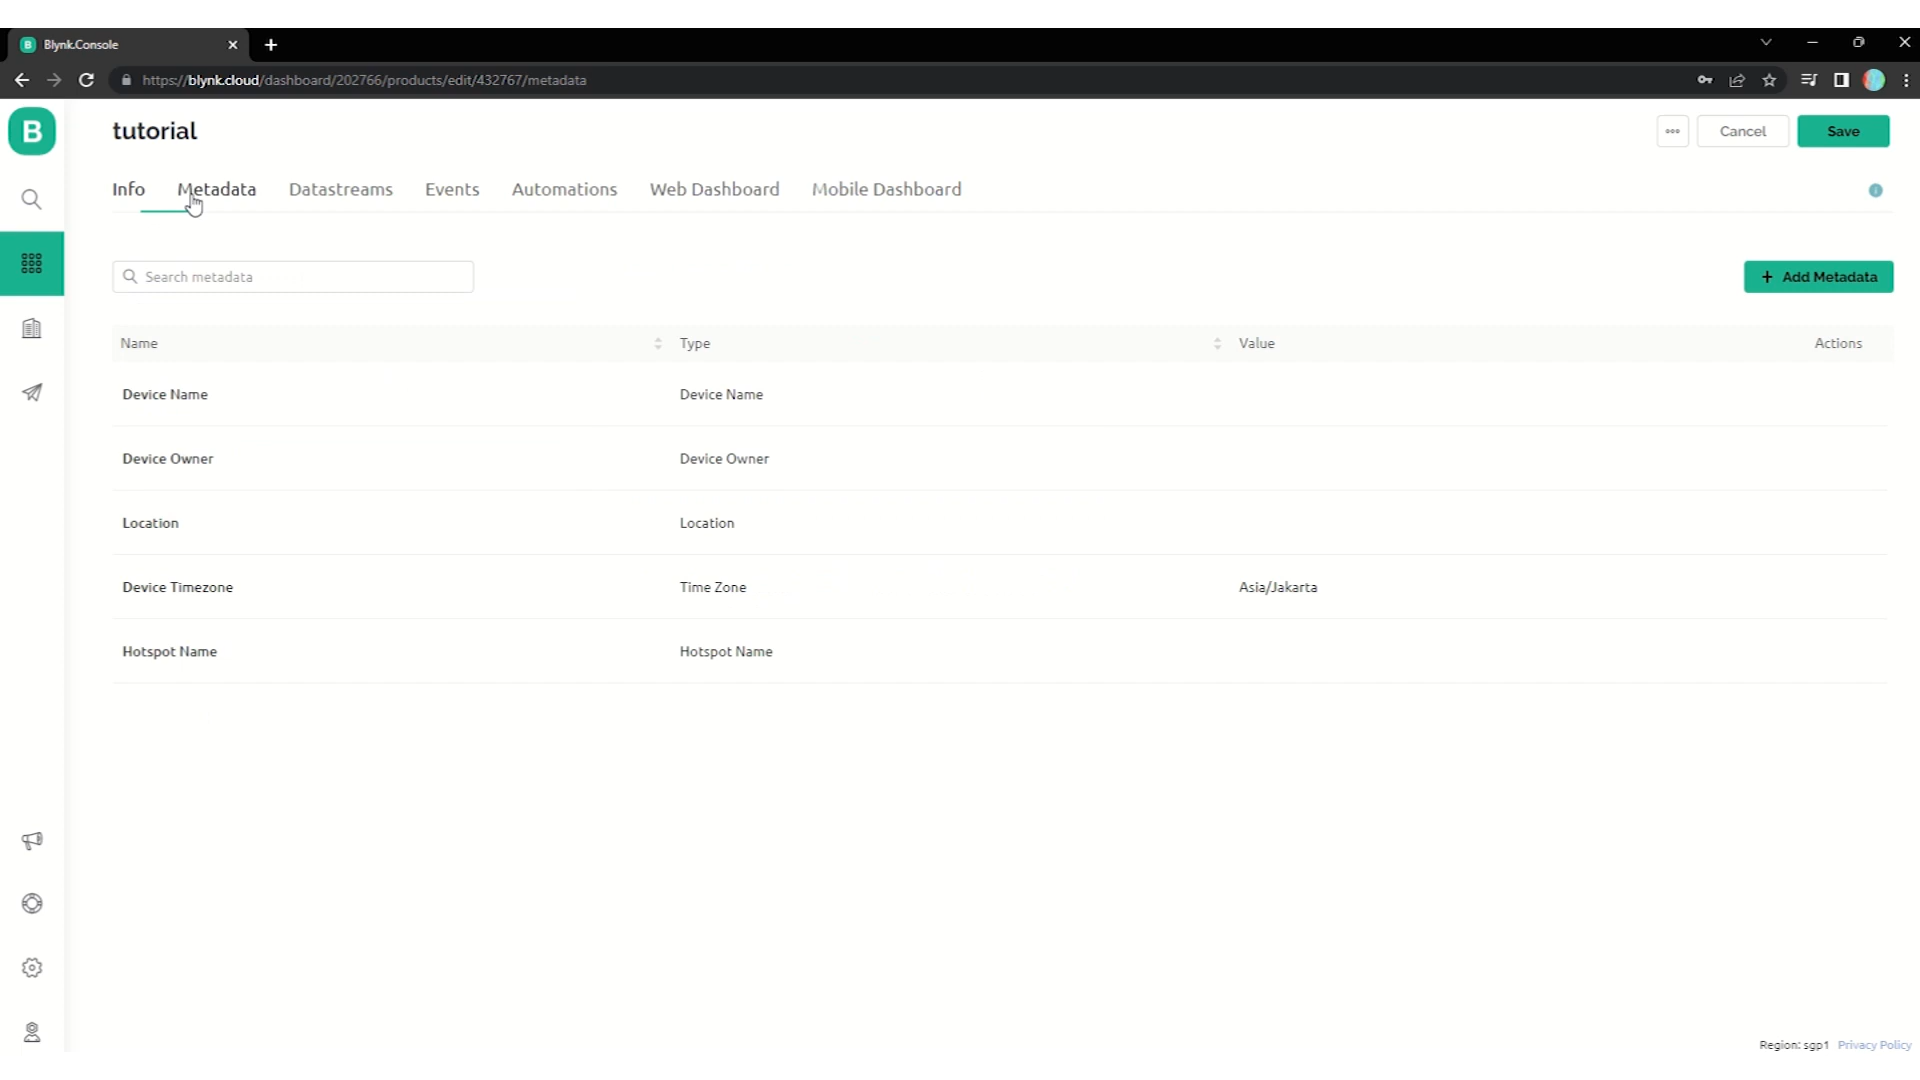 B Blynk.Console
https://blynk.cloud/dashboard/202766/products/edit/432767/metadata
B
tutorial
Cancel
Save
Info Metadata Datastreams Events Automations Web Dashboard Mobile Dashboard
Search metadata
+ Add Metadata
Name Type Value Actions
Device Name Device Name
Device Owner Device Owner
Location Location
Device Timezone Time Zone Asia/Jakarta
Hotspot Name Hotspot Name
Region: sgp1 Privacy Policy